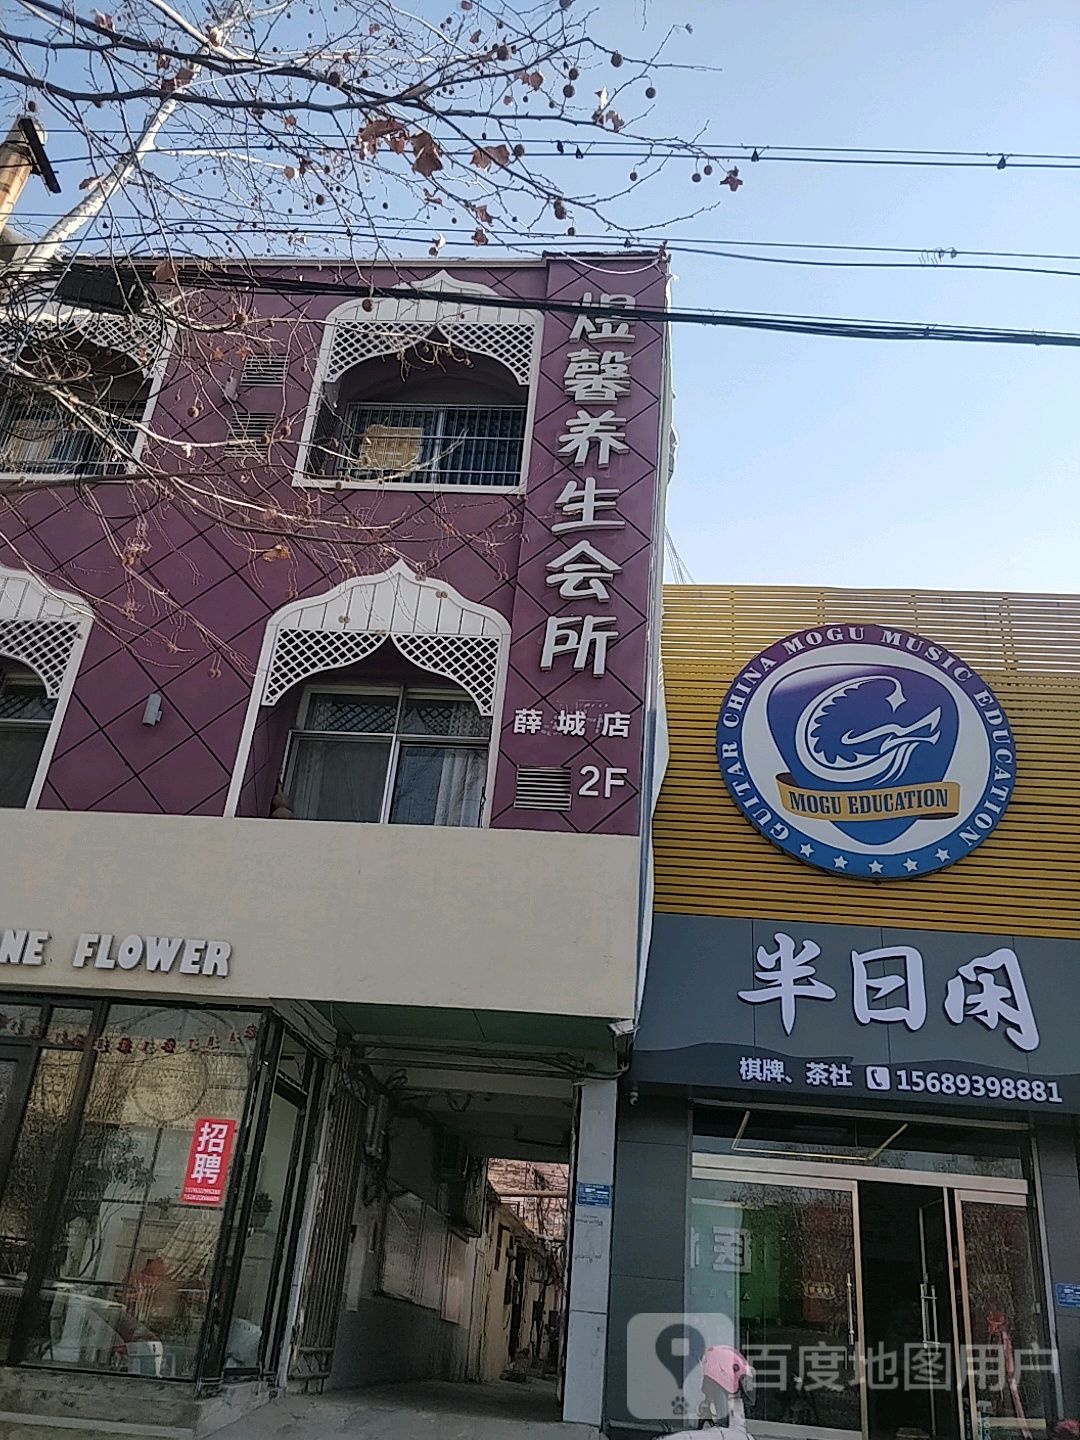 煜馨养生会所
薛城店
2F
NE FLOWER
招聘
GUITAR CHINA MOGU MUSIC EDUCATION
MOGU EDUCATION
半日闲
棋牌、茶社 15689398881
百度地图用户